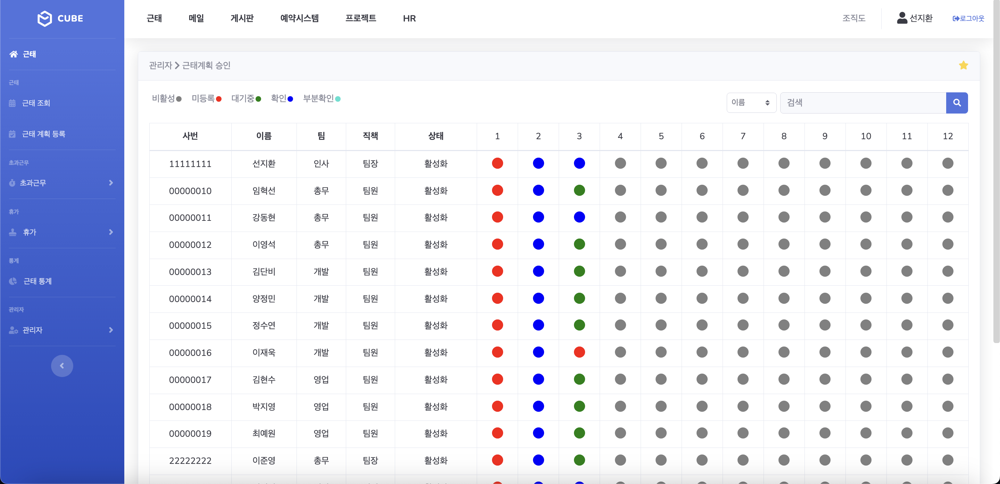 CUBE
근태 메일 게시판 예약시스템 프로젝트 HR 조직도 선지환 로그아웃
근태
근태
근태 조회
근태 계획 등록
초과근무
초과근무
휴가
휴가
통계
근태 통계
관리자
관리자
관리자 근태계획 승인
비활성 미등록 대기중 확인 부분확인 이름 검색
사번 이름 팀 직책 상태 1 2 3 4 5 6 7 8 9 10 11 12
11111111 선지환 인사 팀장 활성화
00000010 임혁선 총무 팀원 활성화
00000011 강동현 총무 팀원 활성화
00000012 이영석 총무 팀원 활성화
00000013 김단비 개발 팀원 활성화
00000014 양정민 개발 팀원 활성화
00000015 정수연 개발 팀원 활성화
00000016 이재욱 개발 팀원 활성화
00000017 김현수 영업 팀원 활성화
00000018 박지영 영업 팀원 활성화
00000019 최예원 영업 팀원 활성화
22222222 이준영 총무 팀장 활성화